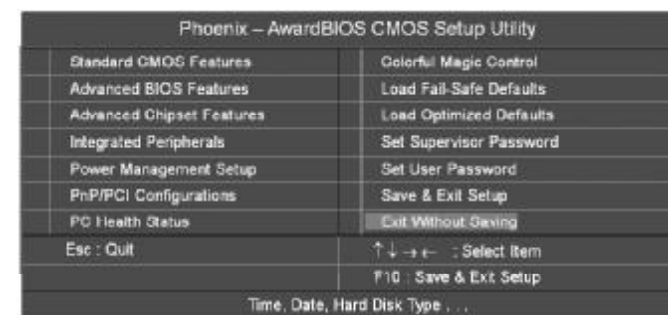 Phoenix – AwardBIOS CMOS Setup Utility
Standard CMOS Features
Colorful Magic Control
Advanced BIOS Features
Load Fail-Safe Defaults
Advanced Chipset Features
Load Optimized Defaults
Integrated Peripherals
Set Supervisor Password
Power Management Setup
Set User Password
PnP/PCI Configurations
Save & Exit Setup
PC Health Status
Exit Without Saving
Esc : Quit
↑↓→← : Select Item
F10 : Save & Exit Setup
Time, Date, Hard Disk Type . . .